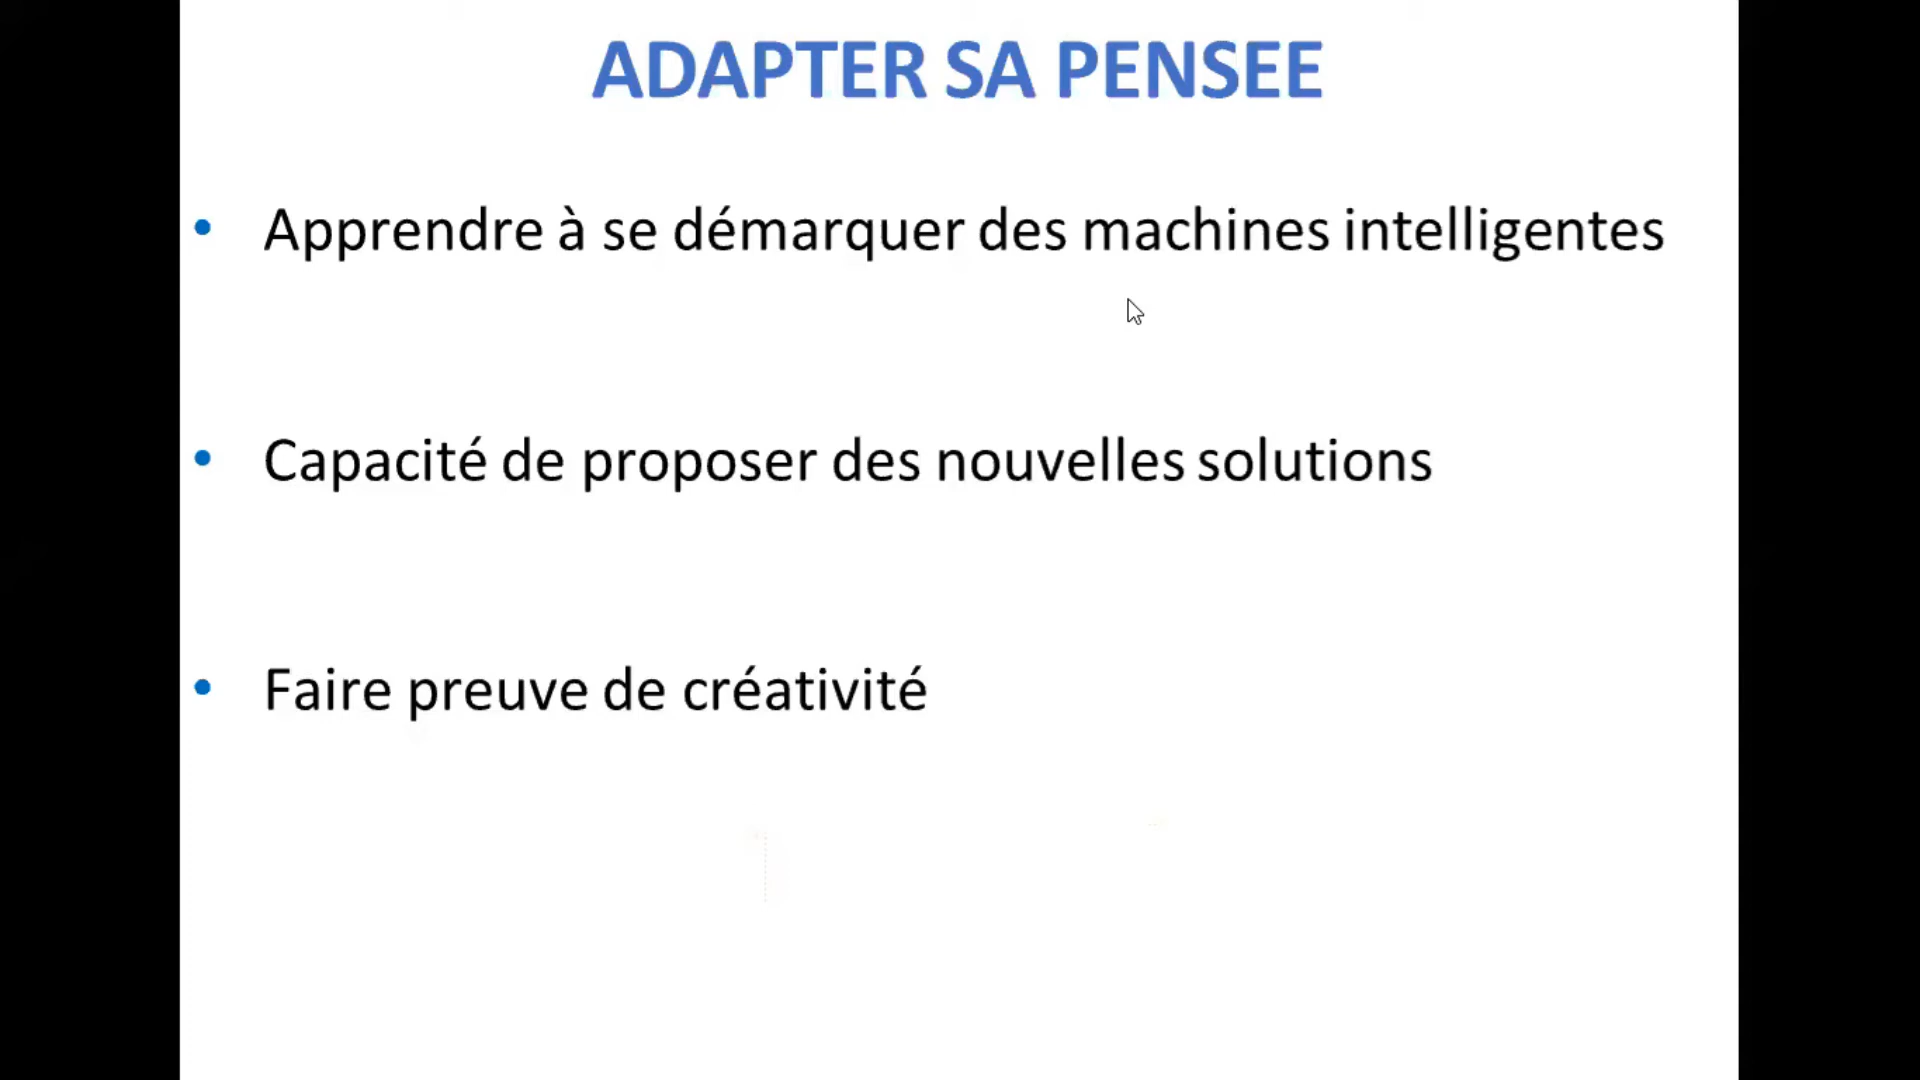 ADAPTER SA PENSEE
• Apprendre à se démarquer des machines intelligentes
• Capacité de proposer des nouvelles solutions
• Faire preuve de créativité